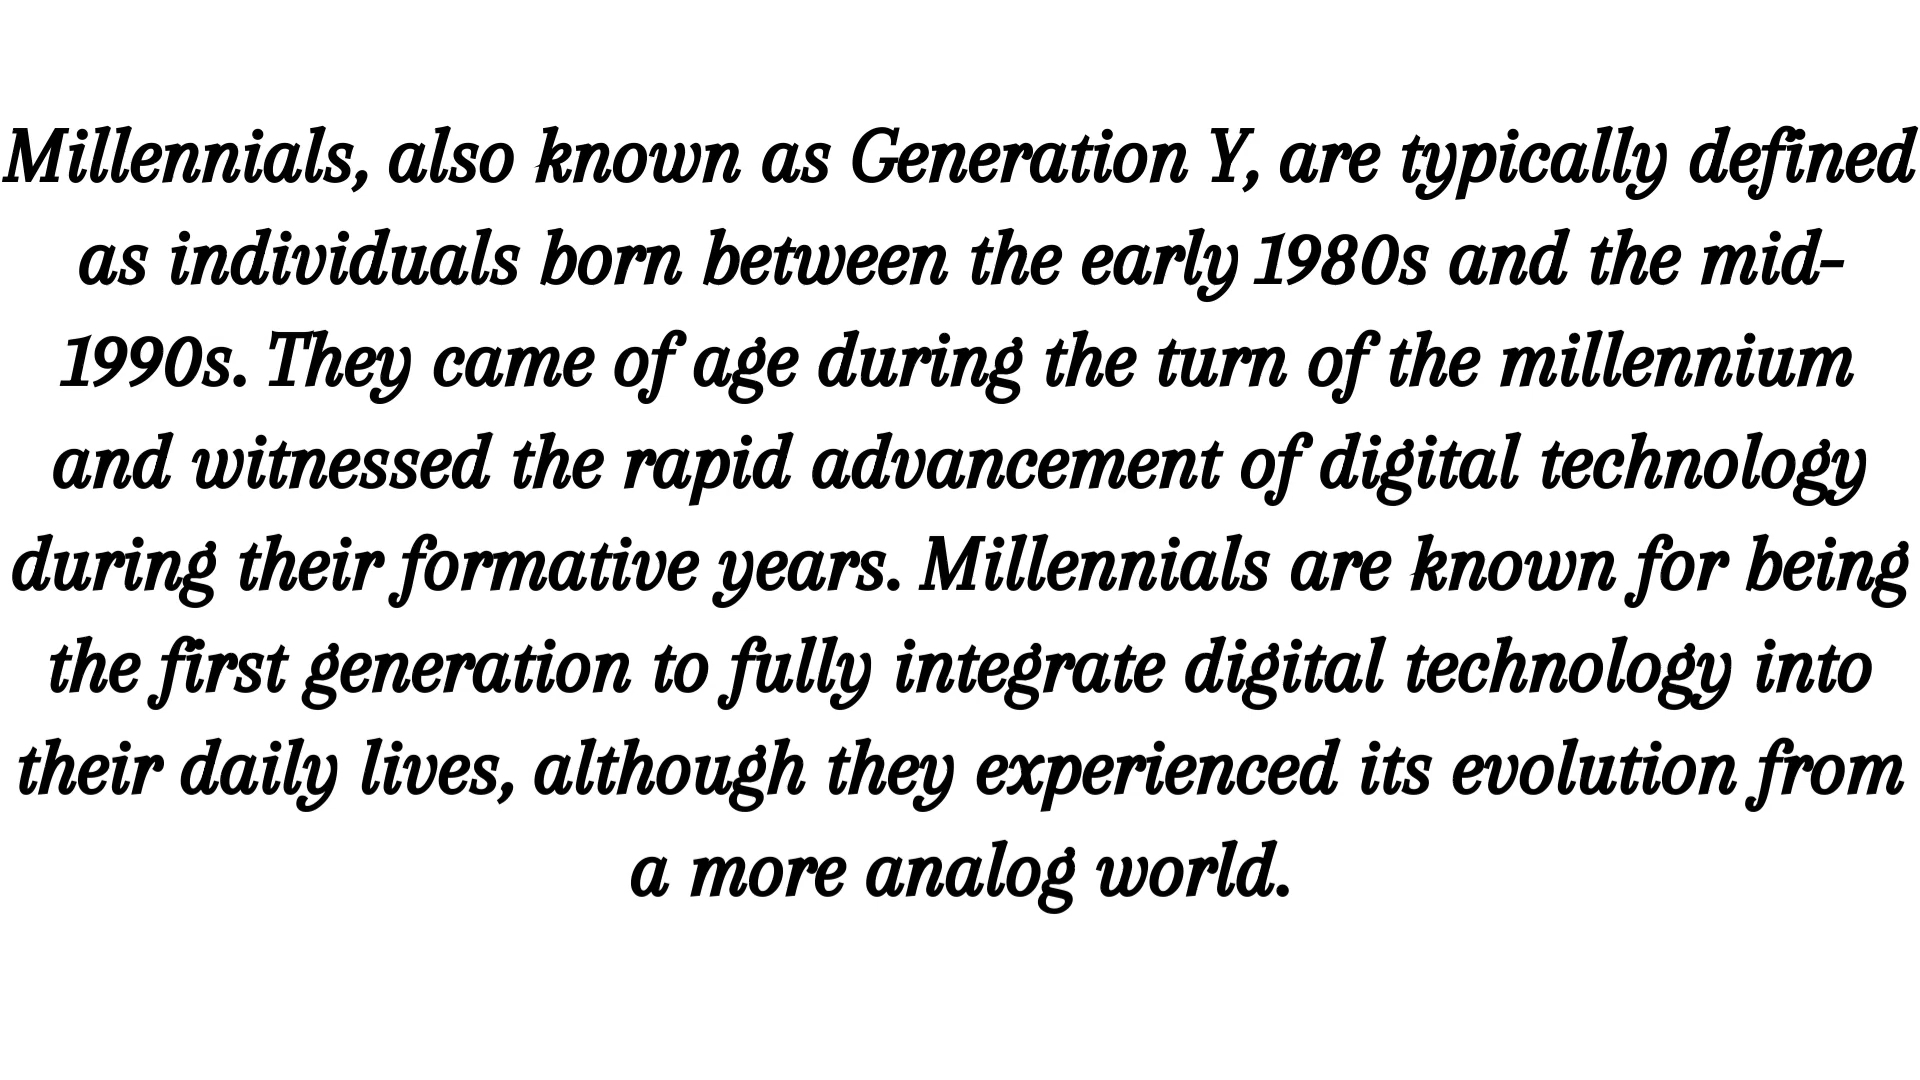 Millennials, also known as Generation Y, are typically defined
as individuals born between the early 1980s and the mid-
1990s. They came of age during the turn of the millennium
and witnessed the rapid advancement of digital technology
during their formative years. Millennials are known for being
the first generation to fully integrate digital technology into
their daily lives, although they experienced its evolution from
a more analog world.